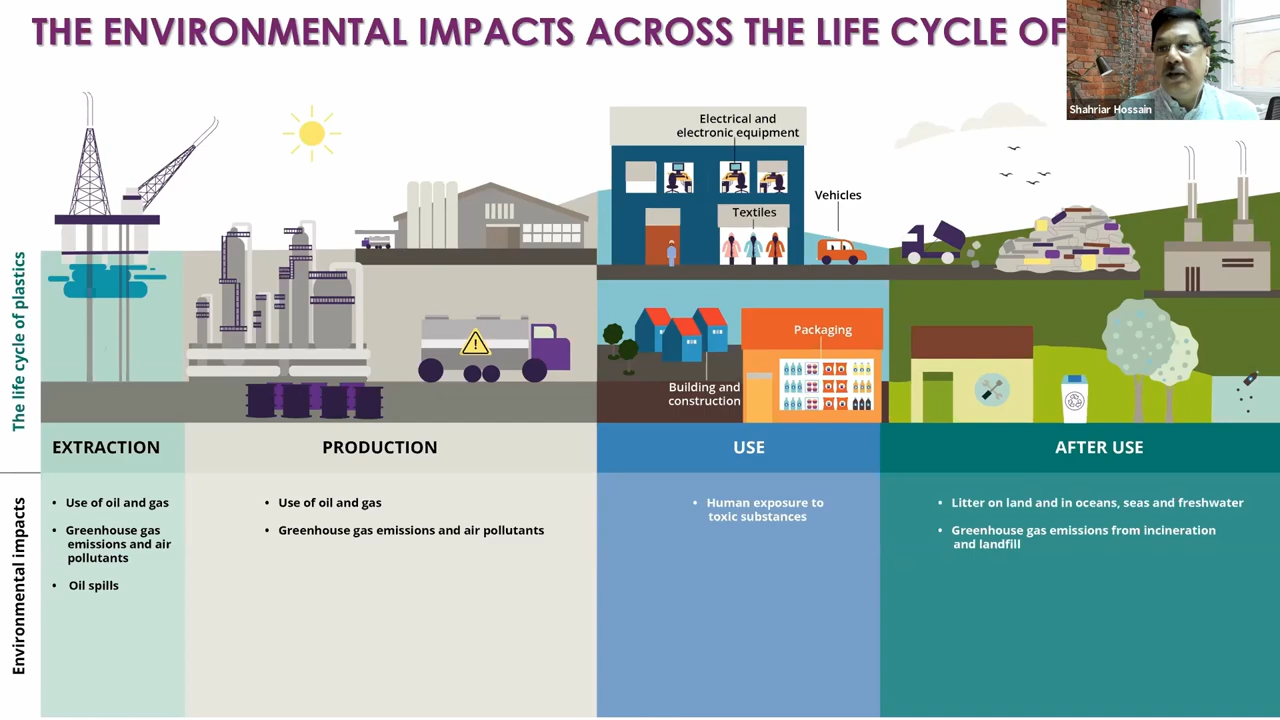 THE ENVIRONMENTAL IMPACTS ACROSS THE LIFE CYCLE OF
Shahriar Hossain
Electrical and
electronic equipment
Textiles
Vehicles
Building and
construction
Packaging
The life cycle of plastics
EXTRACTION
PRODUCTION
USE
AFTER USE
Environmental impacts
• Use of oil and gas
• Greenhouse gas
emissions and air
pollutants
• Oil spills
• Use of oil and gas
• Greenhouse gas emissions and air pollutants
• Human exposure to
toxic substances
• Litter on land and in oceans, seas and freshwater
• Greenhouse gas emissions from incineration
and landfill